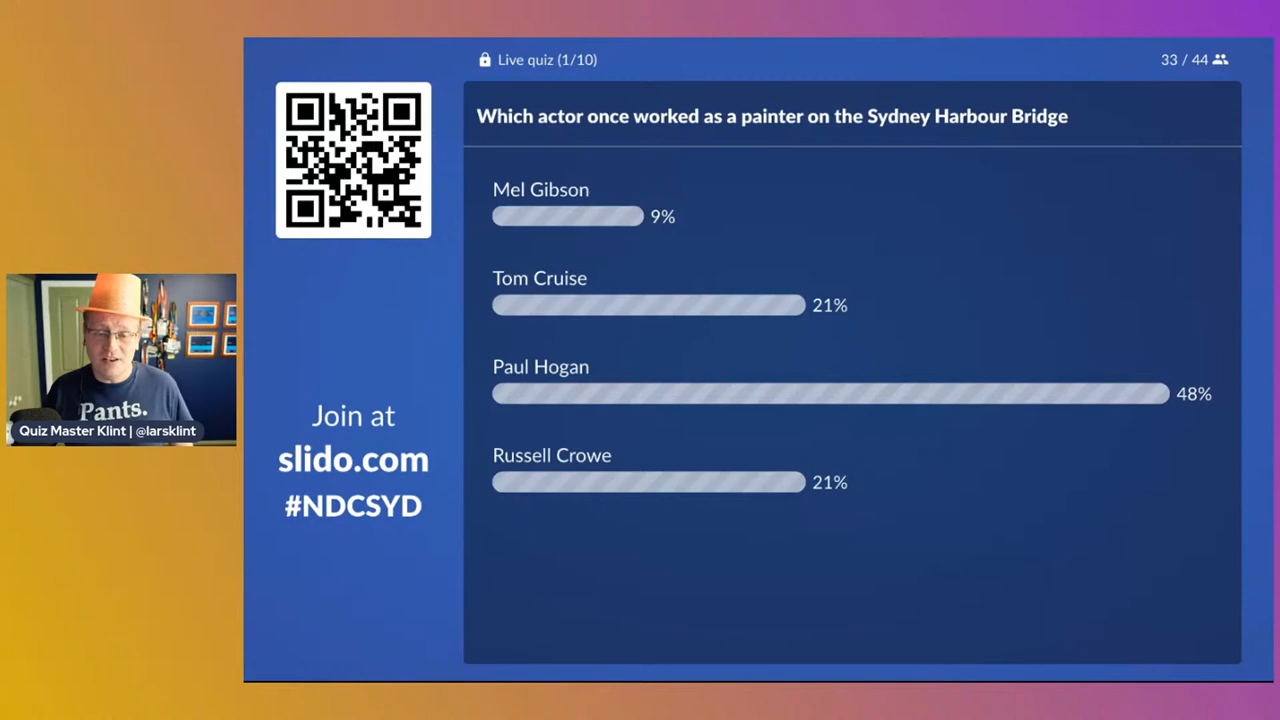 Live quiz (1/10)
33 / 44
Which actor once worked as a painter on the Sydney Harbour Bridge
Mel Gibson
9%
Tom Cruise
21%
Paul Hogan
48%
Russell Crowe
21%
Join at
slido.com
#NDCSYD
Pants.
Quiz Master Klint | @larsklint